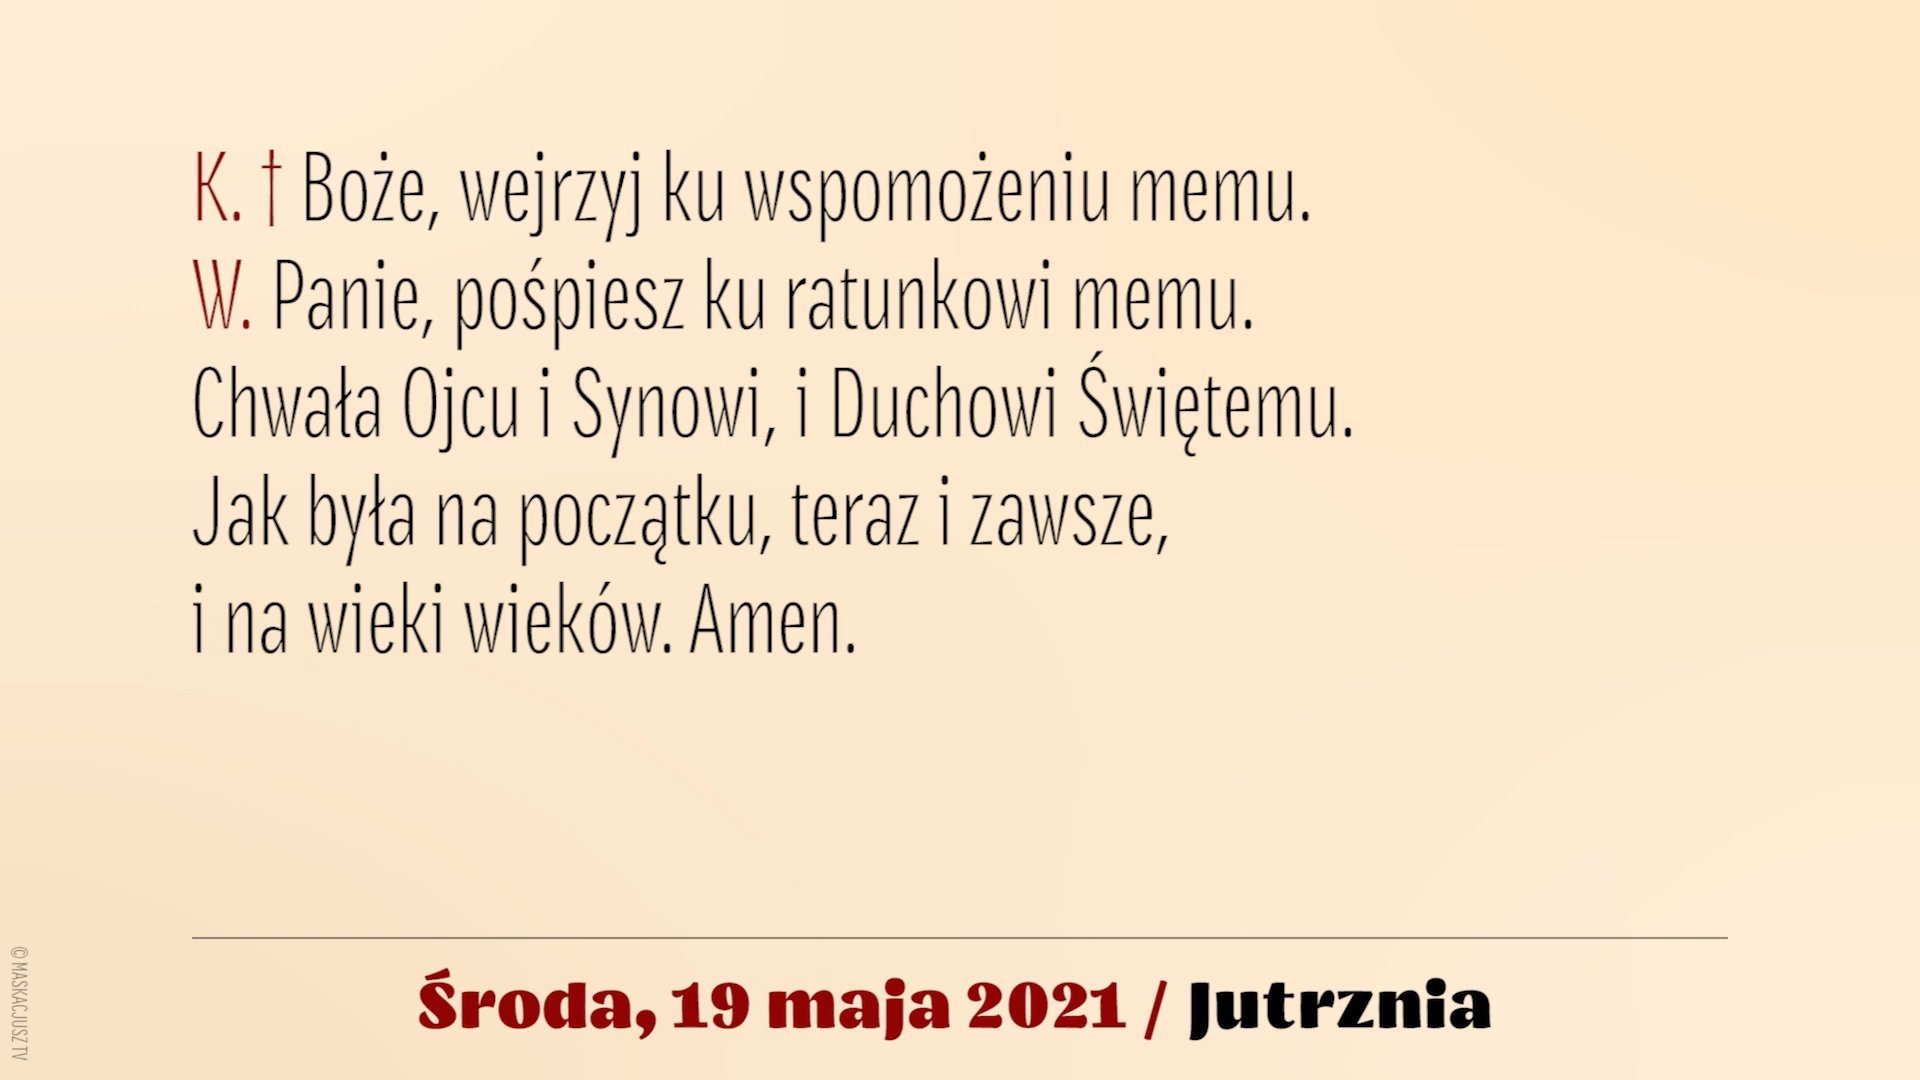 K. † Boże, wejrzyj ku wspomożeniu memu.
W. Panie, pośpiesz ku ratunkowi memu.
Chwała Ojcu i Synowi, i Duchowi Świętemu.
Jak była na początku, teraz i zawsze,
i na wieki wieków. Amen.
Środa, 19 maja 2021 / Jutrznia
© MASKACJUSZ TV